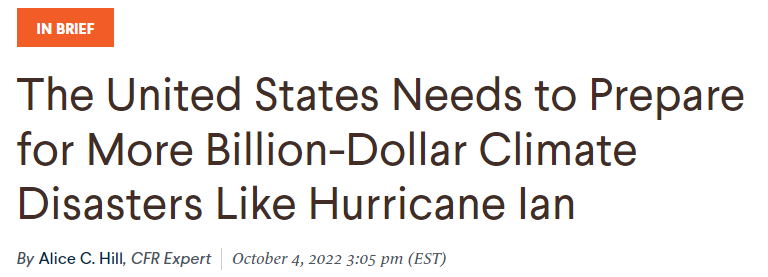 IN BRIEF
The United States Needs to Prepare
for More Billion-Dollar Climate
Disasters Like Hurricane Ian
By Alice C. Hill, CFR Expert | October 4, 2022 3:05 pm (EST)